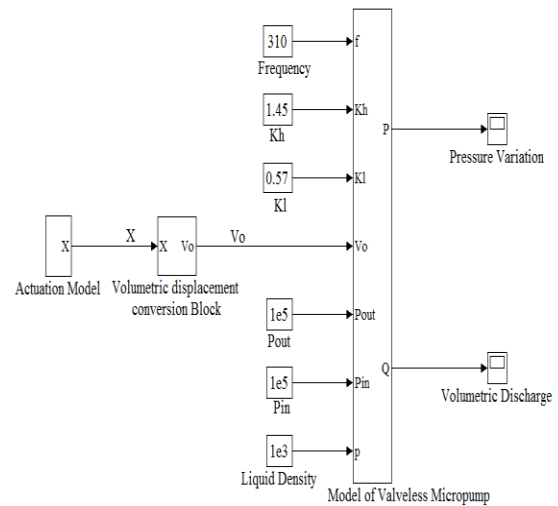 310
f
Frequency
1.45
Kh
Kh
P
Pressure Variation
0.57
Kl
Kl
X
X
X
Vo
Vo
Vo
Actuation Model
Volumetric displacement
conversion Block
1e5
Pout
Pout
Q
Volumetric Discharge
1e5
Pin
Pin
1e3
p
Liquid Density
Model of Valveless Micropump